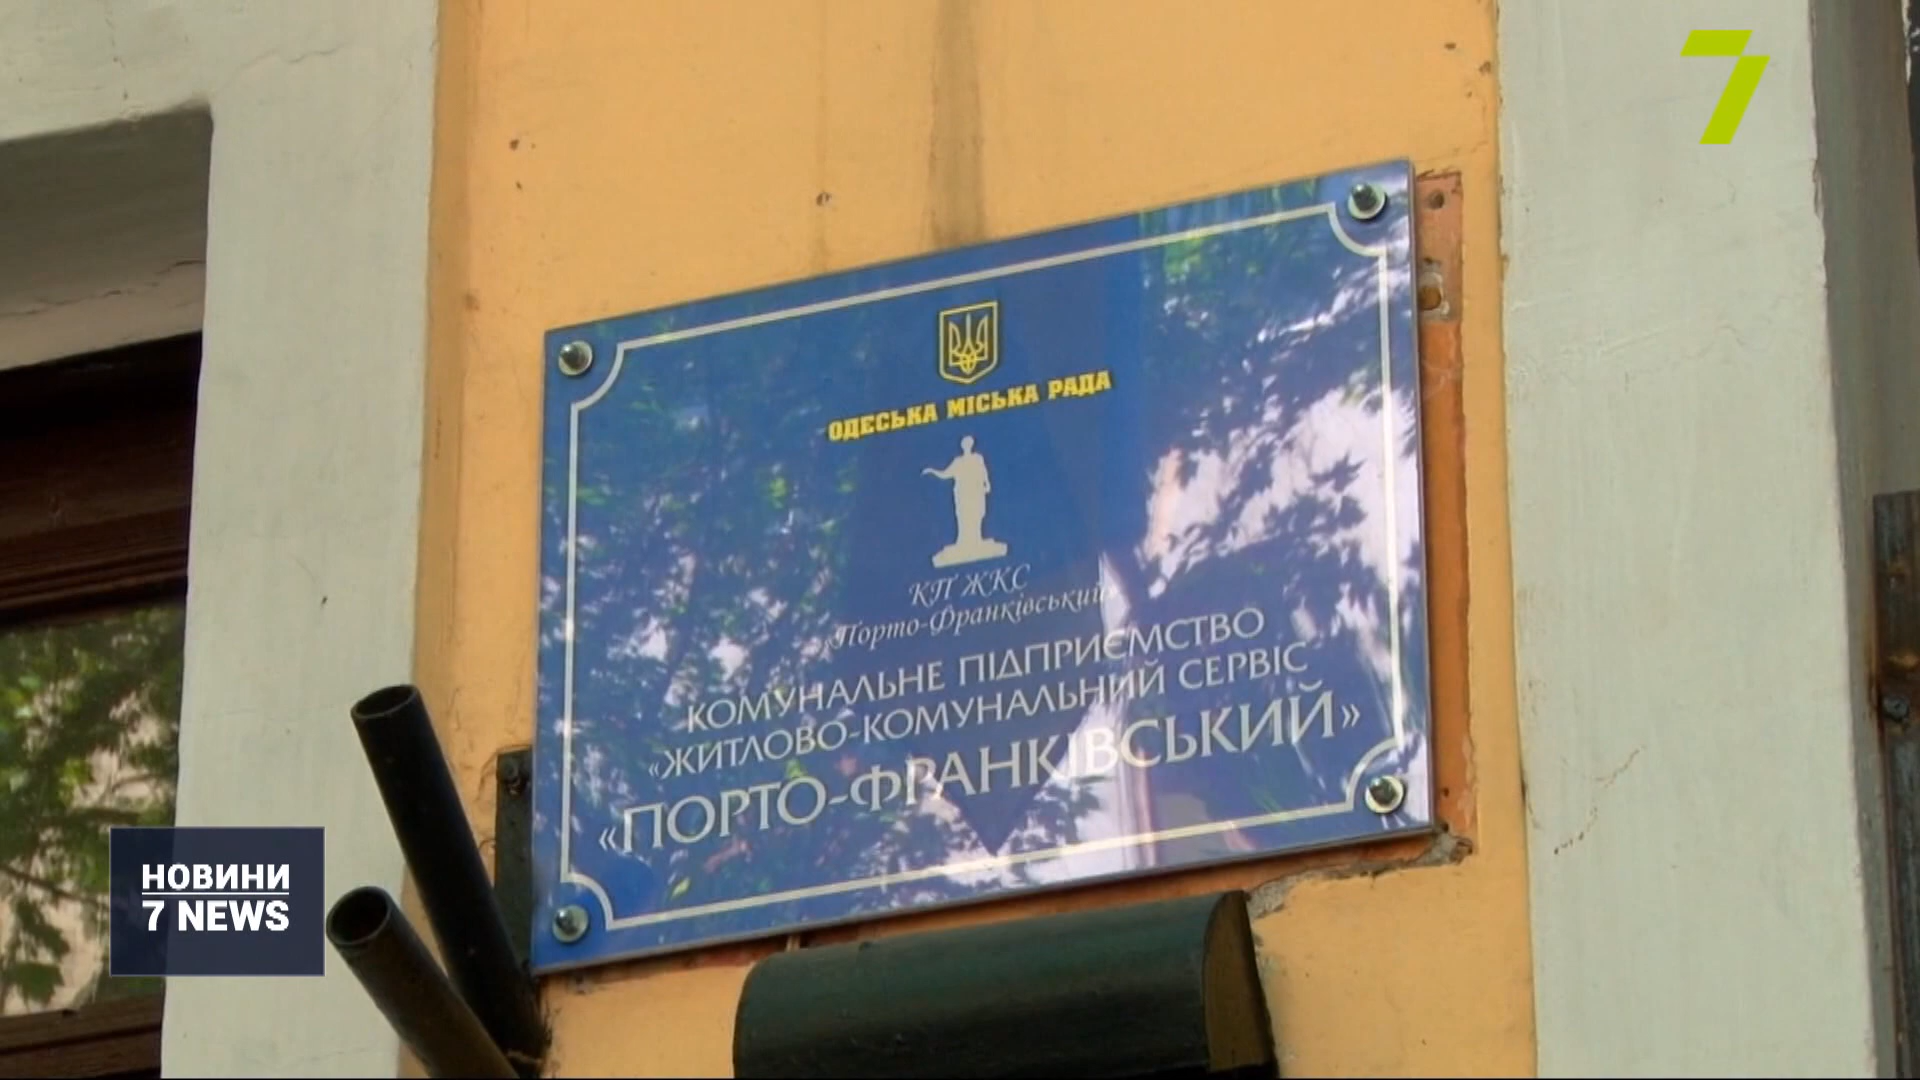 7
ОДЕСЬКА МІСЬКА РАДА
КП ЖКС
«Порто-Франківський»
КОМУНАЛЬНЕ ПІДПРИЄМСТВО
«ЖИТЛОВО-КОМУНАЛЬНИЙ СЕРВІС
«ПОРТО-ФРАНКІВСЬКИЙ»
НОВИНИ
7 NEWS